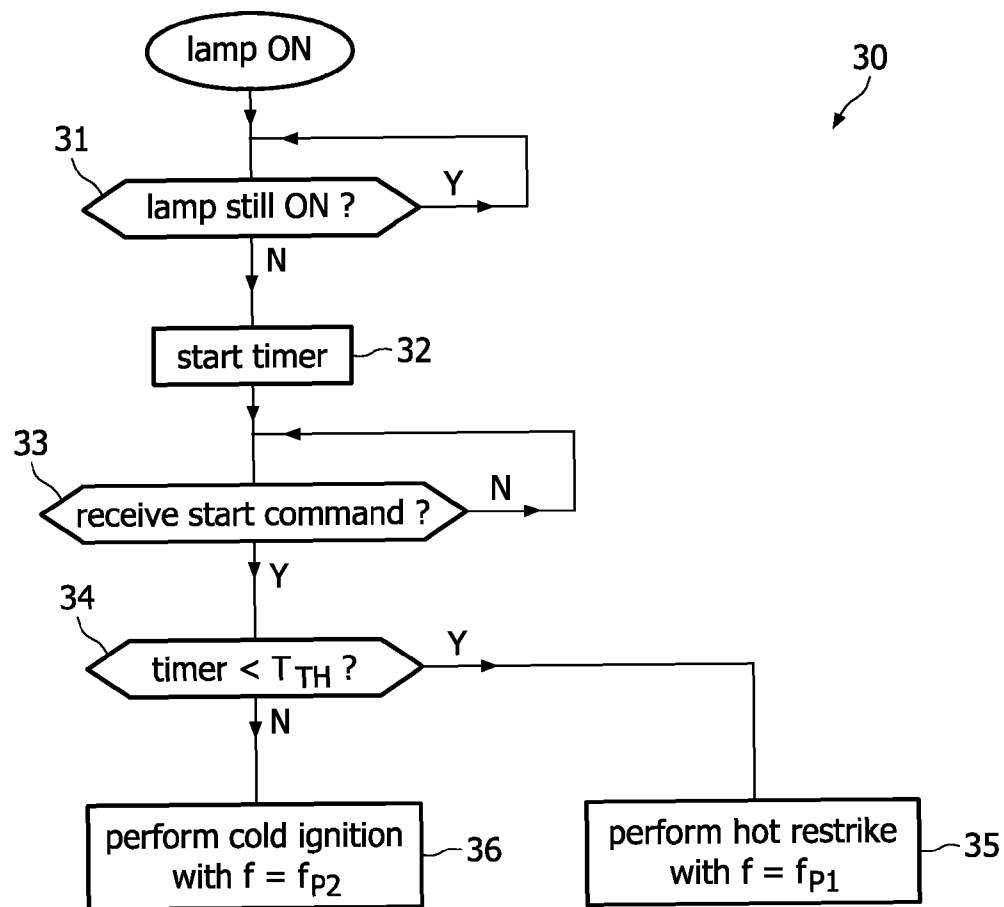 lamp ON
30
31
lamp still ON ?
Y
N
start timer
32
33
receive start command ?
N
Y
34
timer < T_TH ?
Y
N
perform cold ignition
with f = f_P2
36
perform hot restrike
with f = f_P1
35